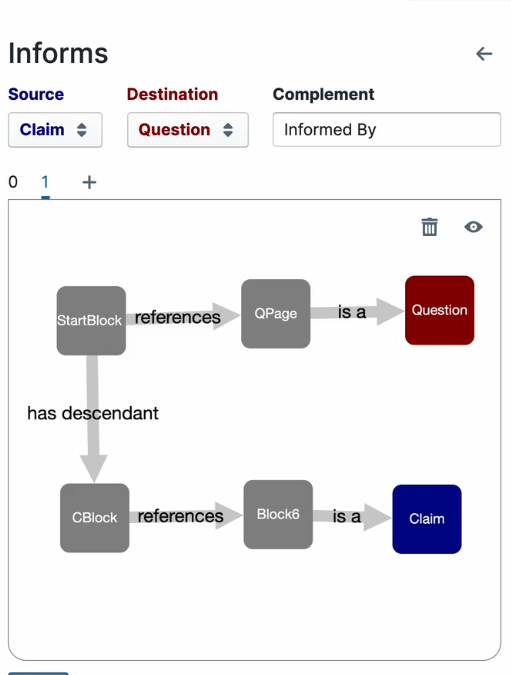 Informs
Source Destination Complement
Claim Question Informed By
0 1 +
StartBlock references QPage is a Question
has descendant
CBlock references Block6 is a Claim